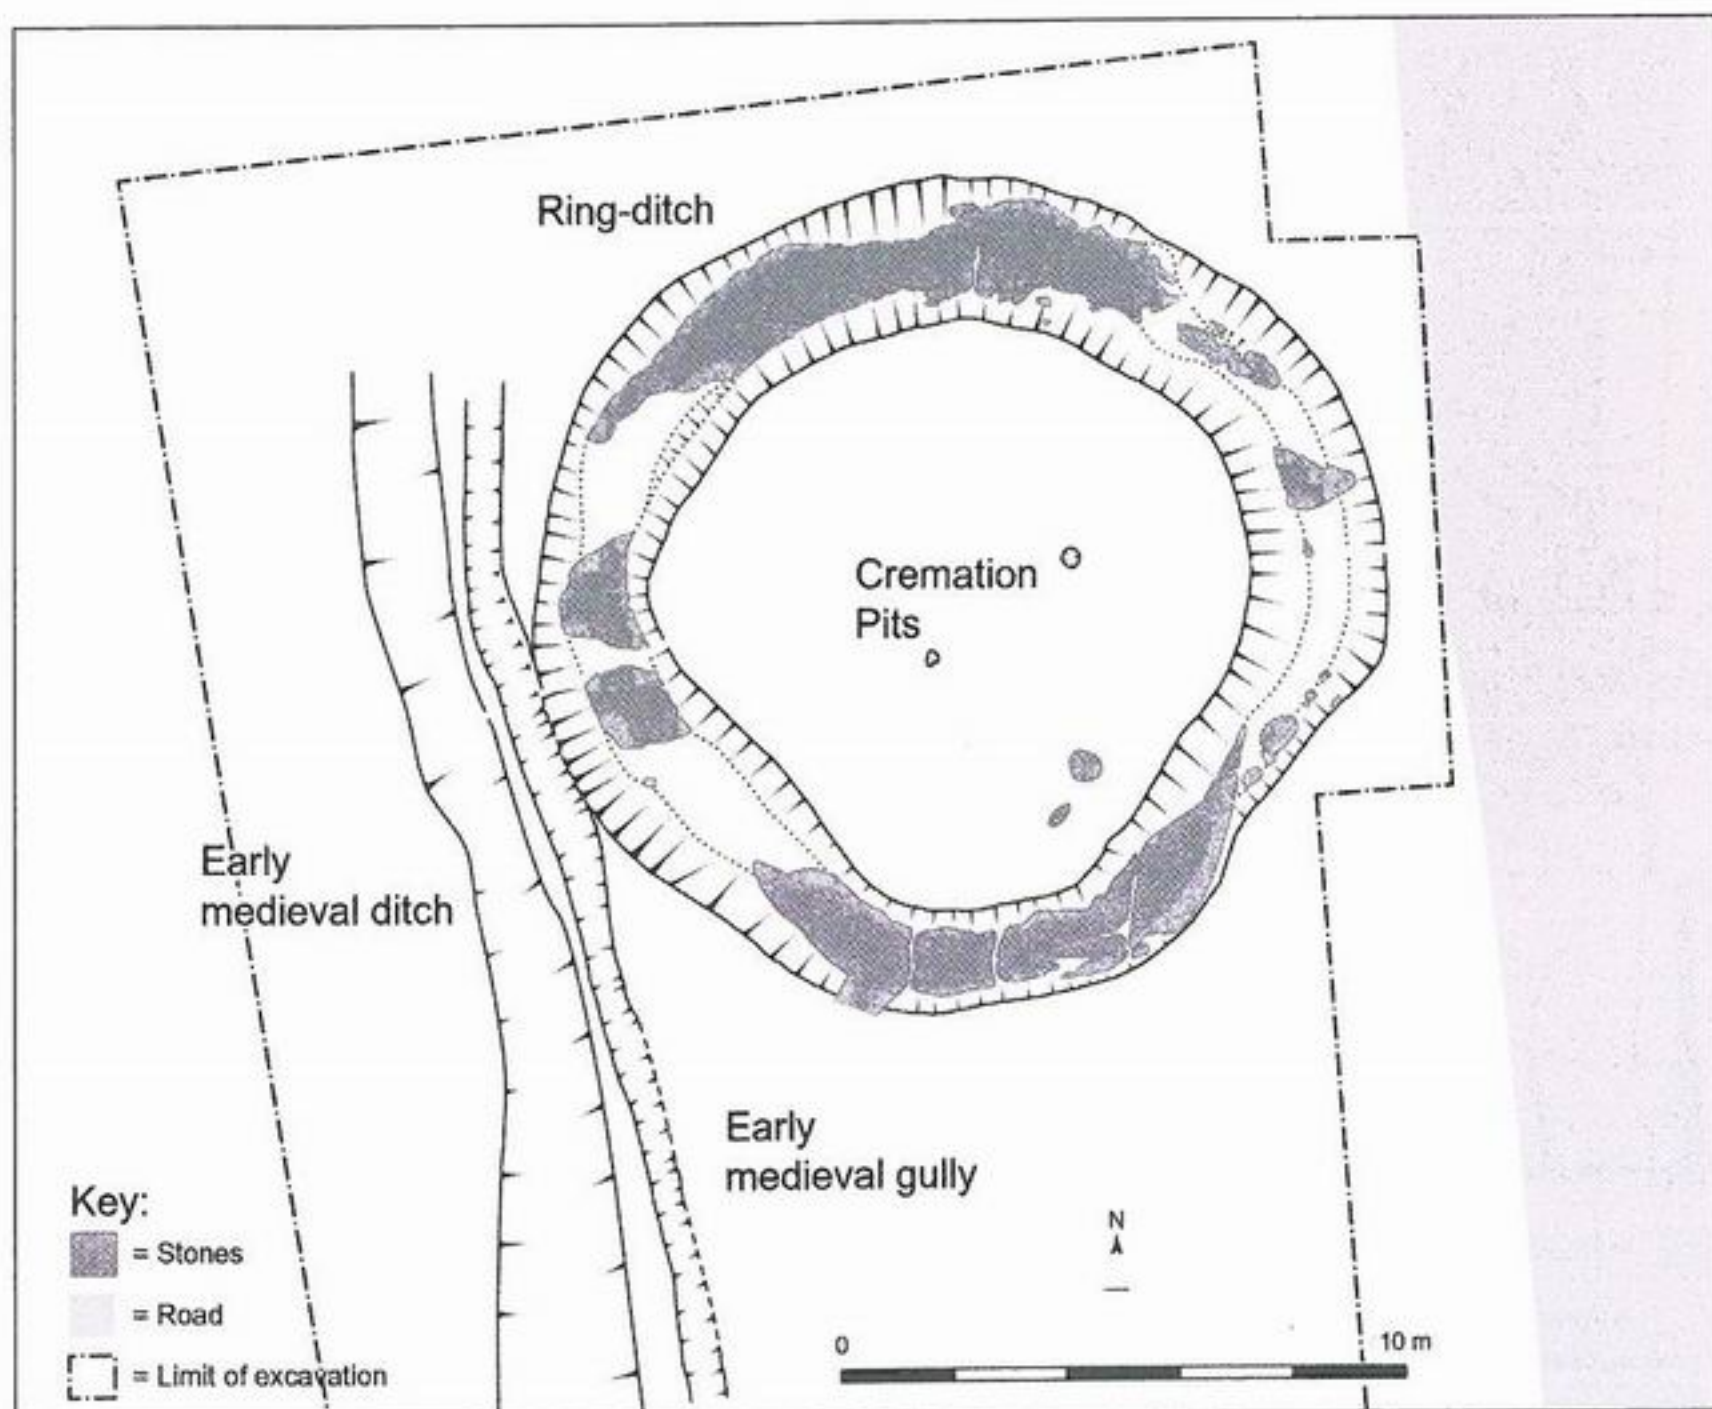 Ring-ditch
Cremation
Pits
Early
medieval ditch
Early
medieval gully
Key:
= Stones
= Road
= Limit of excavation
N
0
10 m